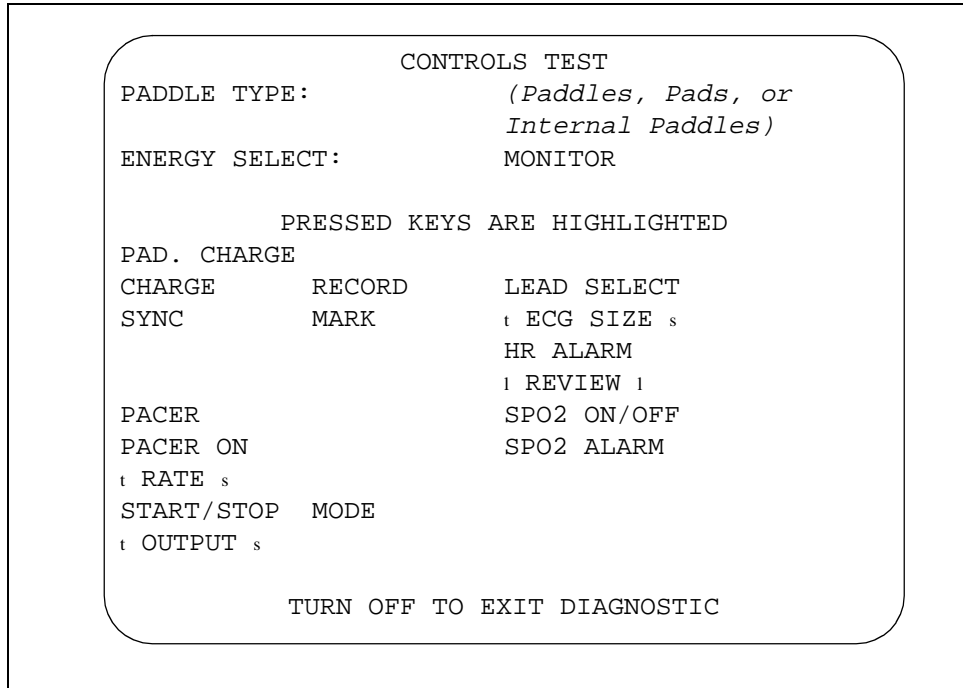 CONTROLS TEST
PADDLE TYPE: (Paddles, Pads, or
Internal Paddles)
ENERGY SELECT: MONITOR
PRESSED KEYS ARE HIGHLIGHTED
PAD. CHARGE
CHARGE RECORD LEAD SELECT
SYNC MARK t ECG SIZE s
HR ALARM
l REVIEW l
PACER SPO2 ON/OFF
PACER ON SPO2 ALARM
t RATE s
START/STOP MODE
t OUTPUT s
TURN OFF TO EXIT DIAGNOSTIC